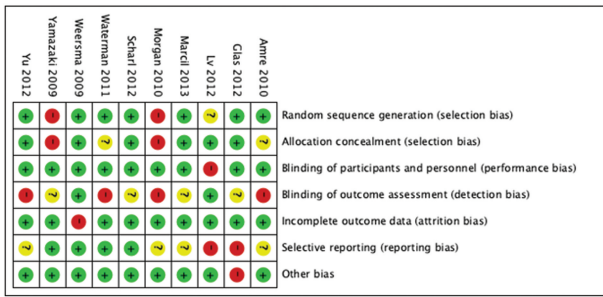 Yu 2012
Yamazaki 2009
Weersma 2009
Waterman 2011
Scharl 2012
Morgan 2010
Marcil 2013
Lv 2012
Glas 2012
Amre 2010
+ - + + + - + ? + + Random sequence generation (selection bias)
+ - + ? + - + + + ? Allocation concealment (selection bias)
+ + + + + + + - + + Blinding of participants and personnel (performance bias)
- ? + - ? - ? + ? - Blinding of outcome assessment (detection bias)
+ + - + + + + + + + Incomplete outcome data (attrition bias)
? + + + + ? ? - - ? Selective reporting (reporting bias)
+ + + + + + + + - + Other bias